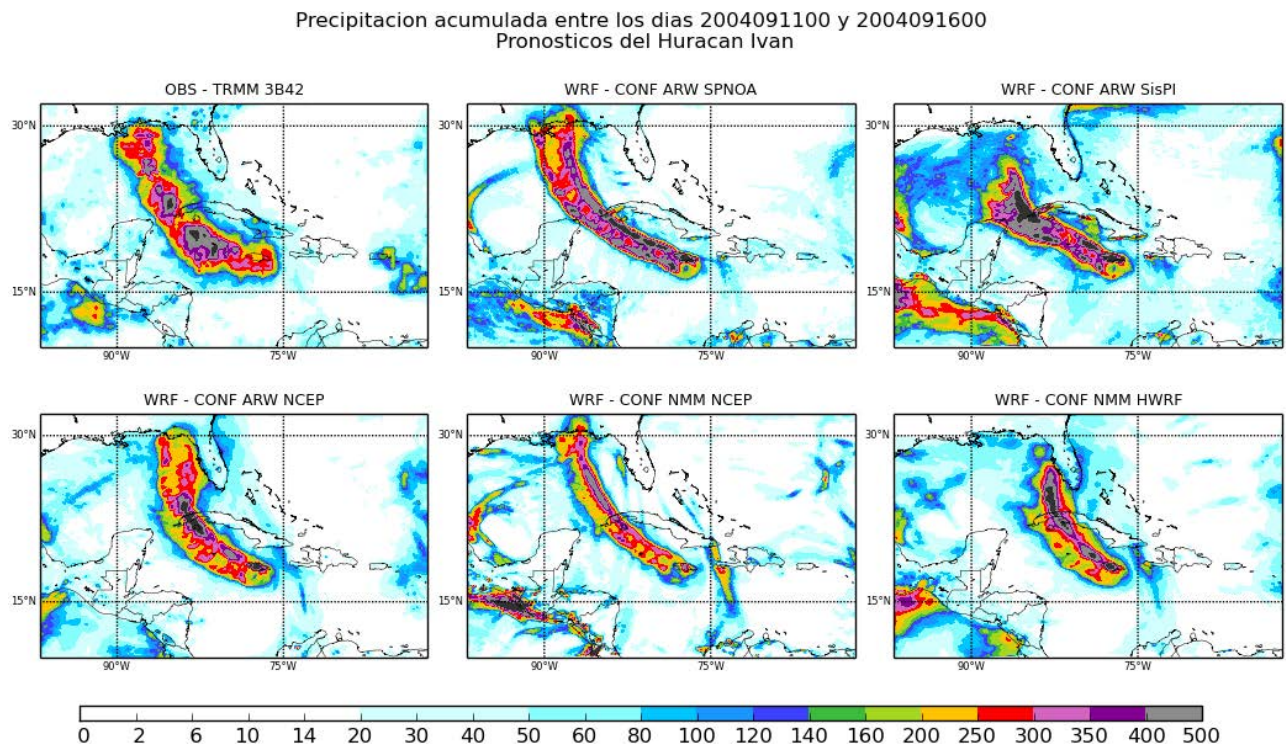 Precipitacion acumulada entre los dias 2004091100 y 2004091600
Pronosticos del Huracan Ivan
OBS - TRMM 3B42
WRF - CONF ARW SPNOA
WRF - CONF ARW SisPI
30°N
15°N
90°W
75°W
30°N
15°N
90°W
75°W
30°N
15°N
90°W
75°W
WRF - CONF ARW NCEP
WRF - CONF NMM NCEP
WRF - CONF NMM HWRF
30°N
15°N
90°W
75°W
30°N
15°N
90°W
75°W
30°N
15°N
90°W
75°W
0 2 6 10 14 20 30 40 50 60 80 100 120 140 160 200 250 300 350 400 500